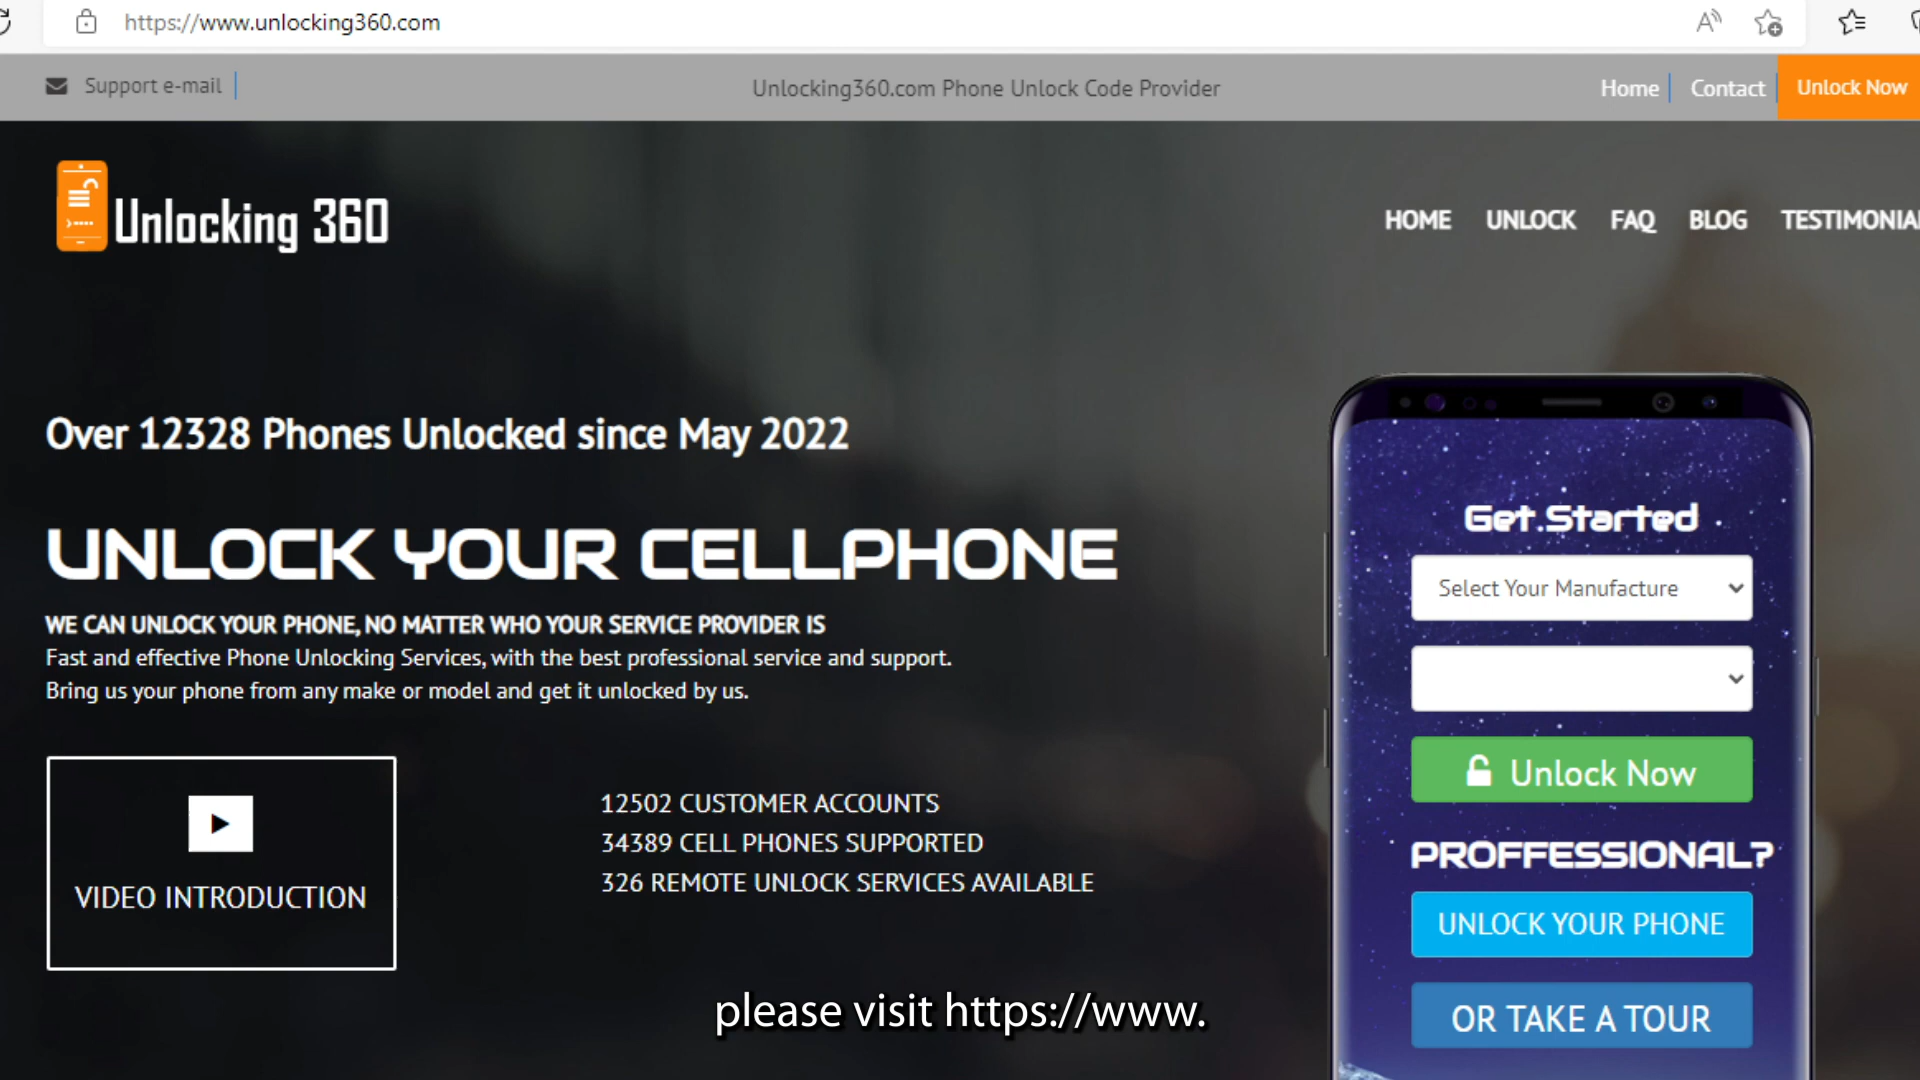 https://www.unlocking360.com
Support e-mail
Unlocking360.com Phone Unlock Code Provider
Home
Contact
Unlock Now
Unlocking 360
HOME UNLOCK FAQ BLOG TESTIMONIA
Over 12328 Phones Unlocked since May 2022
UNLOCK YOUR CELLPHONE
WE CAN UNLOCK YOUR PHONE, NO MATTER WHO YOUR SERVICE PROVIDER IS
Fast and effective Phone Unlocking Services, with the best professional service and support.
Bring us your phone from any make or model and get it unlocked by us.
VIDEO INTRODUCTION
12502 CUSTOMER ACCOUNTS
34389 CELL PHONES SUPPORTED
326 REMOTE UNLOCK SERVICES AVAILABLE
Get Started
Select Your Manufacture
Unlock Now
PROFFESSIONAL?
UNLOCK YOUR PHONE
OR TAKE A TOUR
please visit https://www.